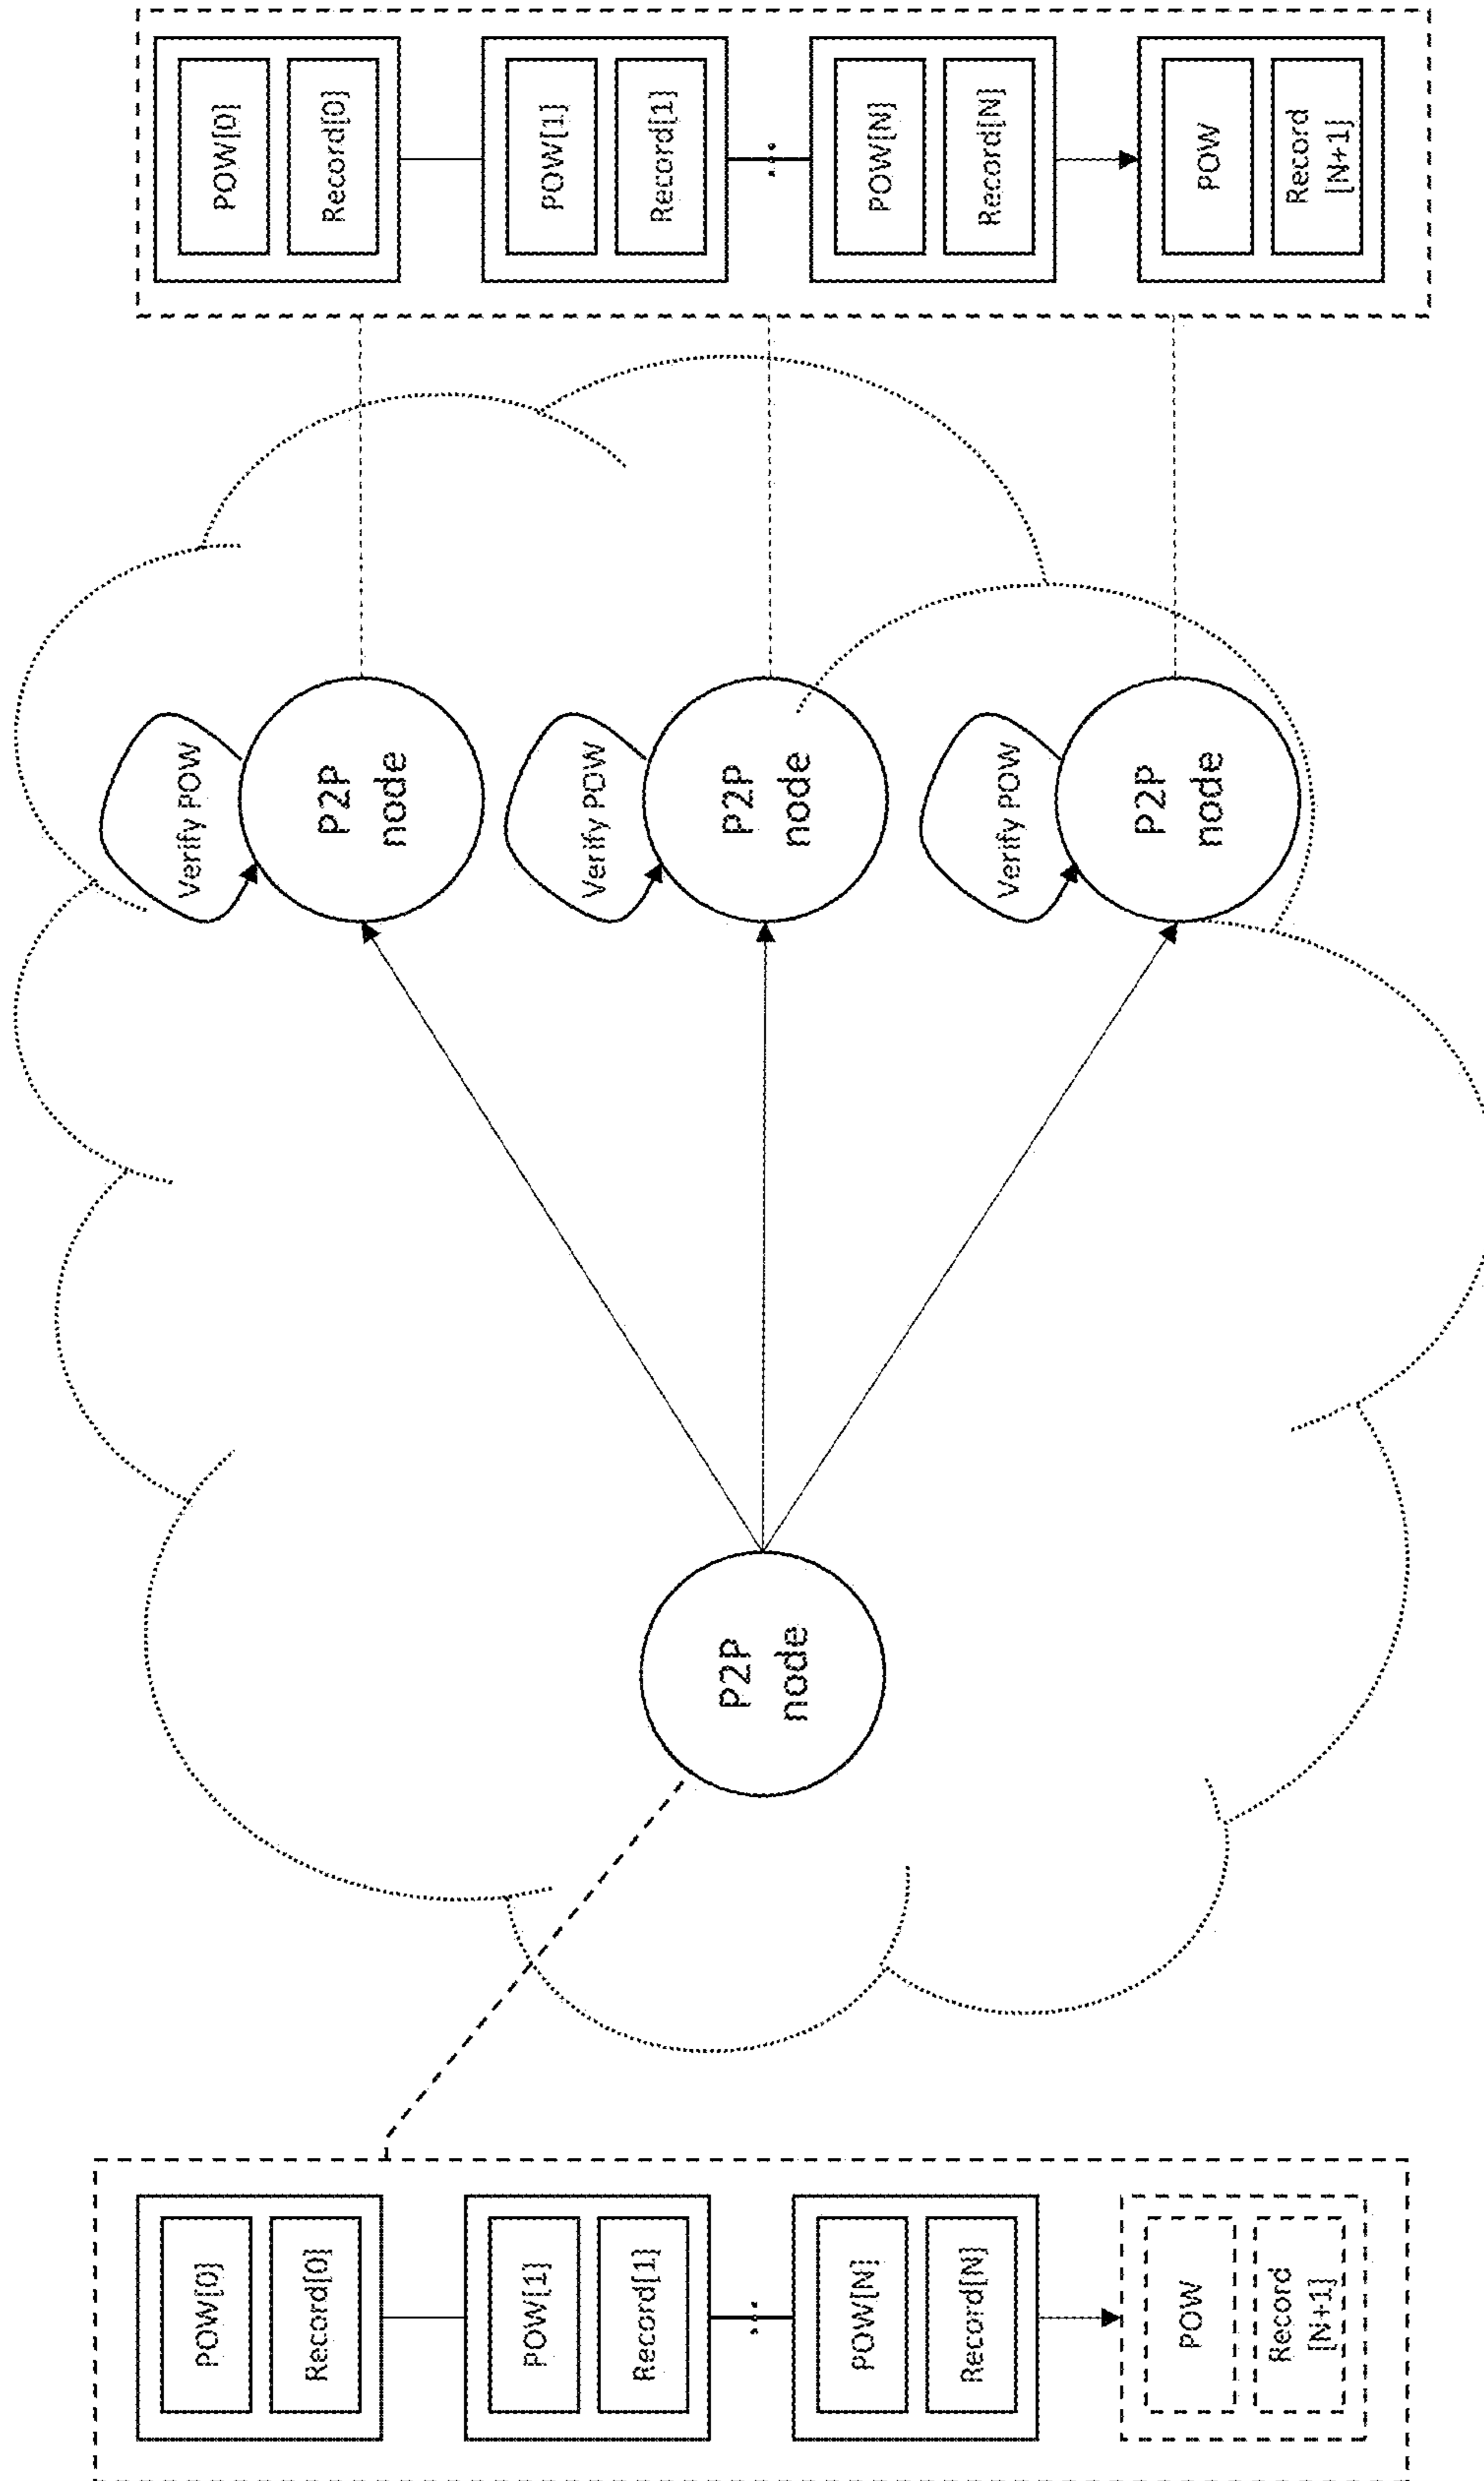 POW[0]
Record[0]
POW[1]
Record[1]
...
POW[N]
Record[N]
POW
Record
[N+1]
P2P
node
Verify POW
P2P
node
Verify POW
P2P
node
Verify POW
P2P
node
POW[0]
Record[0]
POW[1]
Record[1]
...
POW[N]
Record[N]
POW
Record
[N+1]